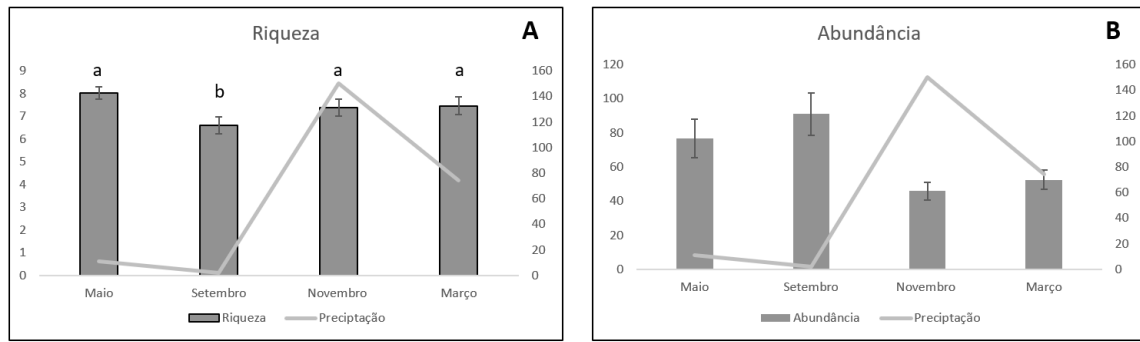 Riqueza
A
9
8
7
6
5
4
3
2
1
0
a
b
a
a
160
140
120
100
80
60
40
20
0
Maio Setembro Novembro Março
Riqueza Preciptação
Abundância
B
120
100
80
60
40
20
0
160
140
120
100
80
60
40
20
0
Maio Setembro Novembro Março
Abundância Preciptação